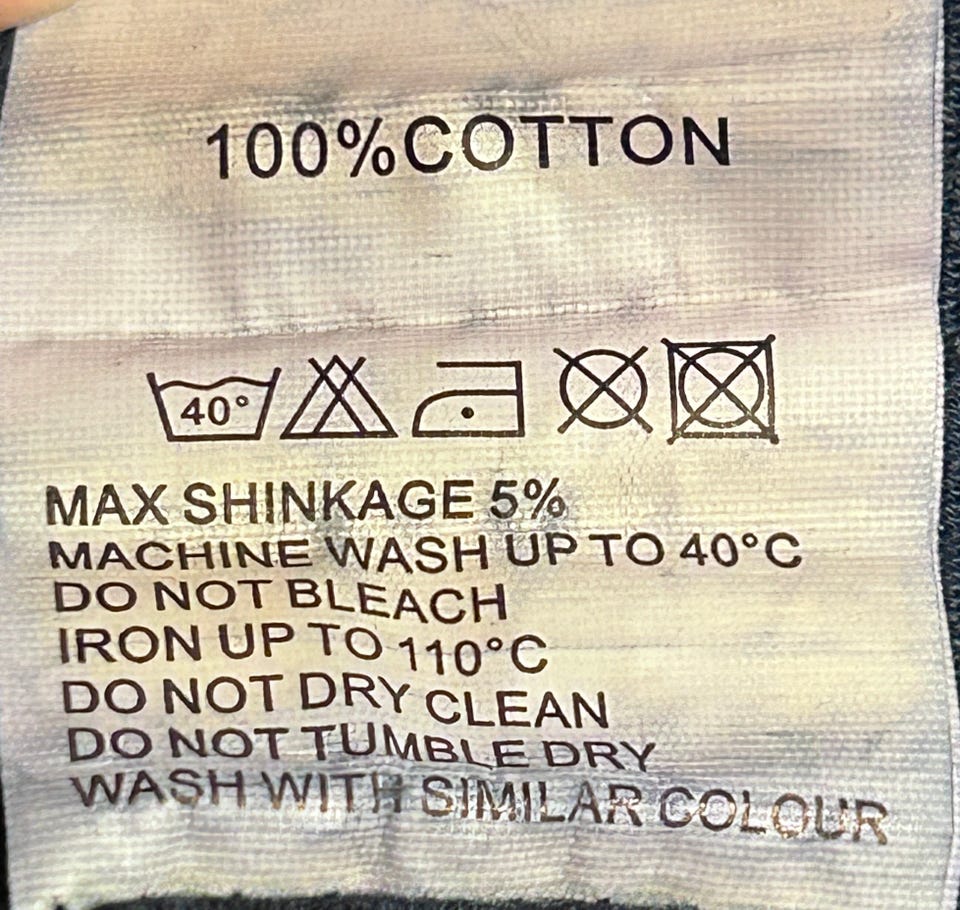 100%COTTON
40°
MAX SHINKAGE 5%
MACHINE WASH UP TO 40°C
DO NOT BLEACH
IRON UP TO 110°C
DO NOT DRY CLEAN
DO NOT TUMBLE DRY
WASH WITH SIMILAR COLOUR